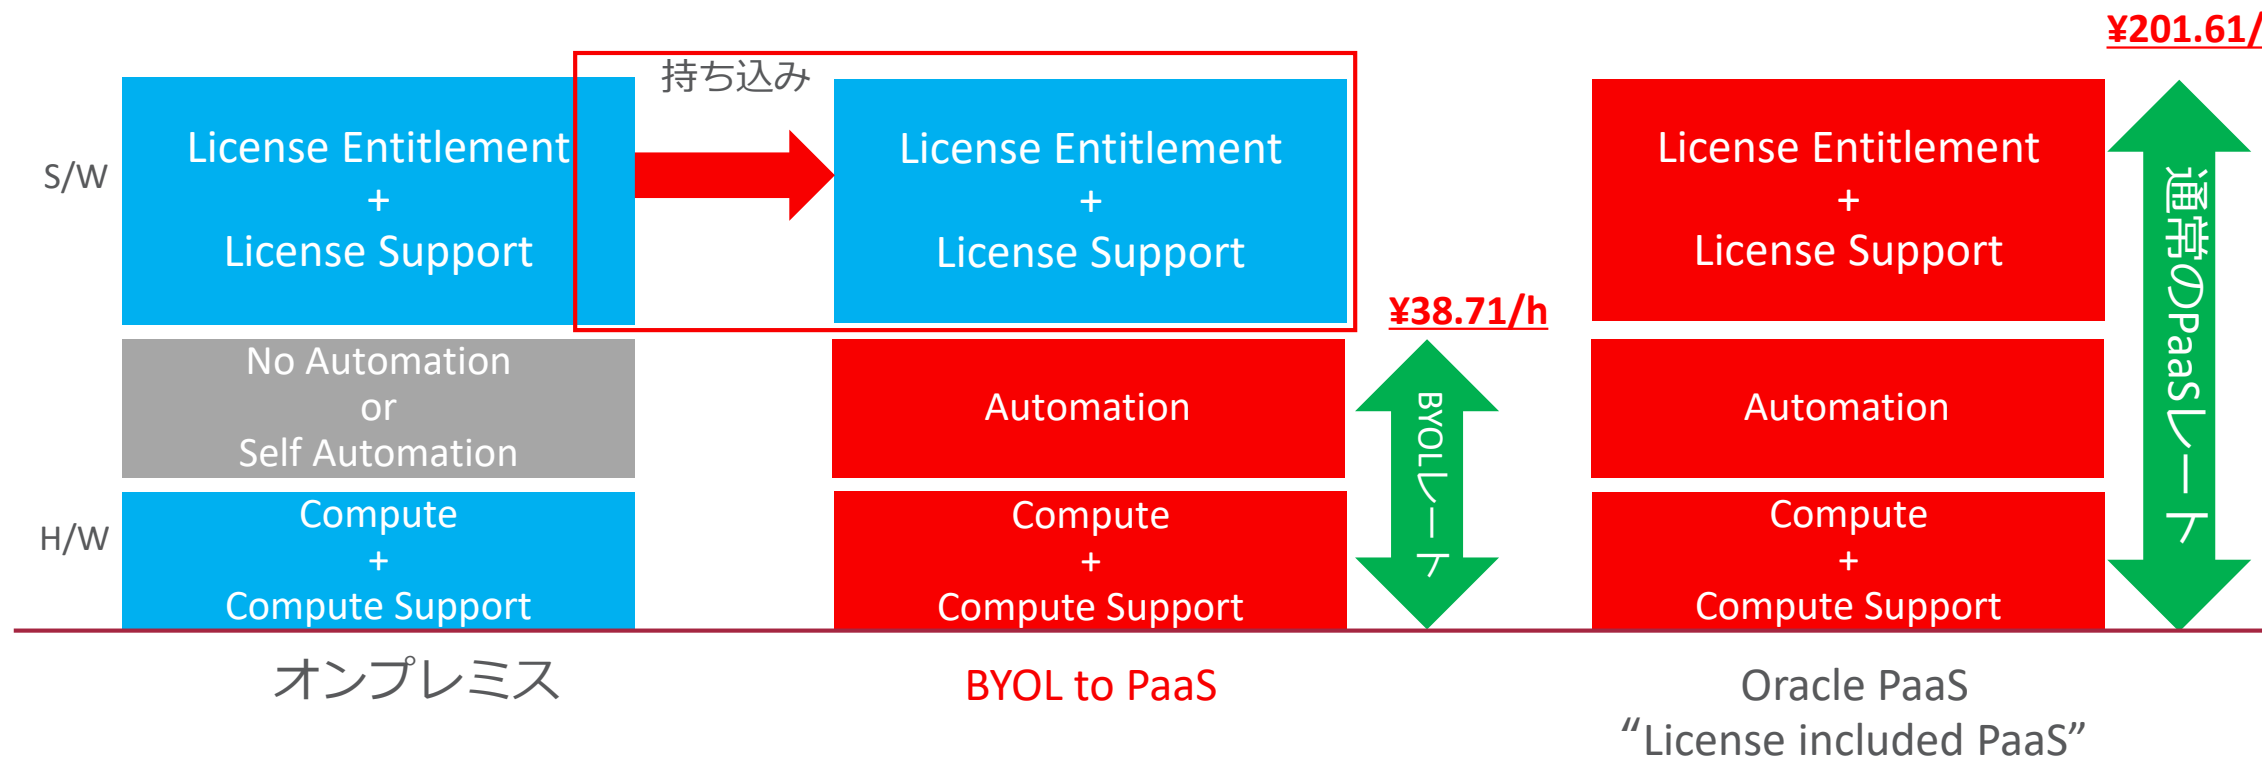 ¥201.61/
持ち込み
S/W
License Entitlement
+
License Support
License Entitlement
+
License Support
License Entitlement
+
License Support
¥38.71/h
No Automation
or
Self Automation
Automation
Automation
BYOLレート
通常のPaaSレート
H/W
Compute
+
Compute Support
Compute
+
Compute Support
Compute
+
Compute Support
オンプレミス
BYOL to PaaS
Oracle PaaS
“License included PaaS”